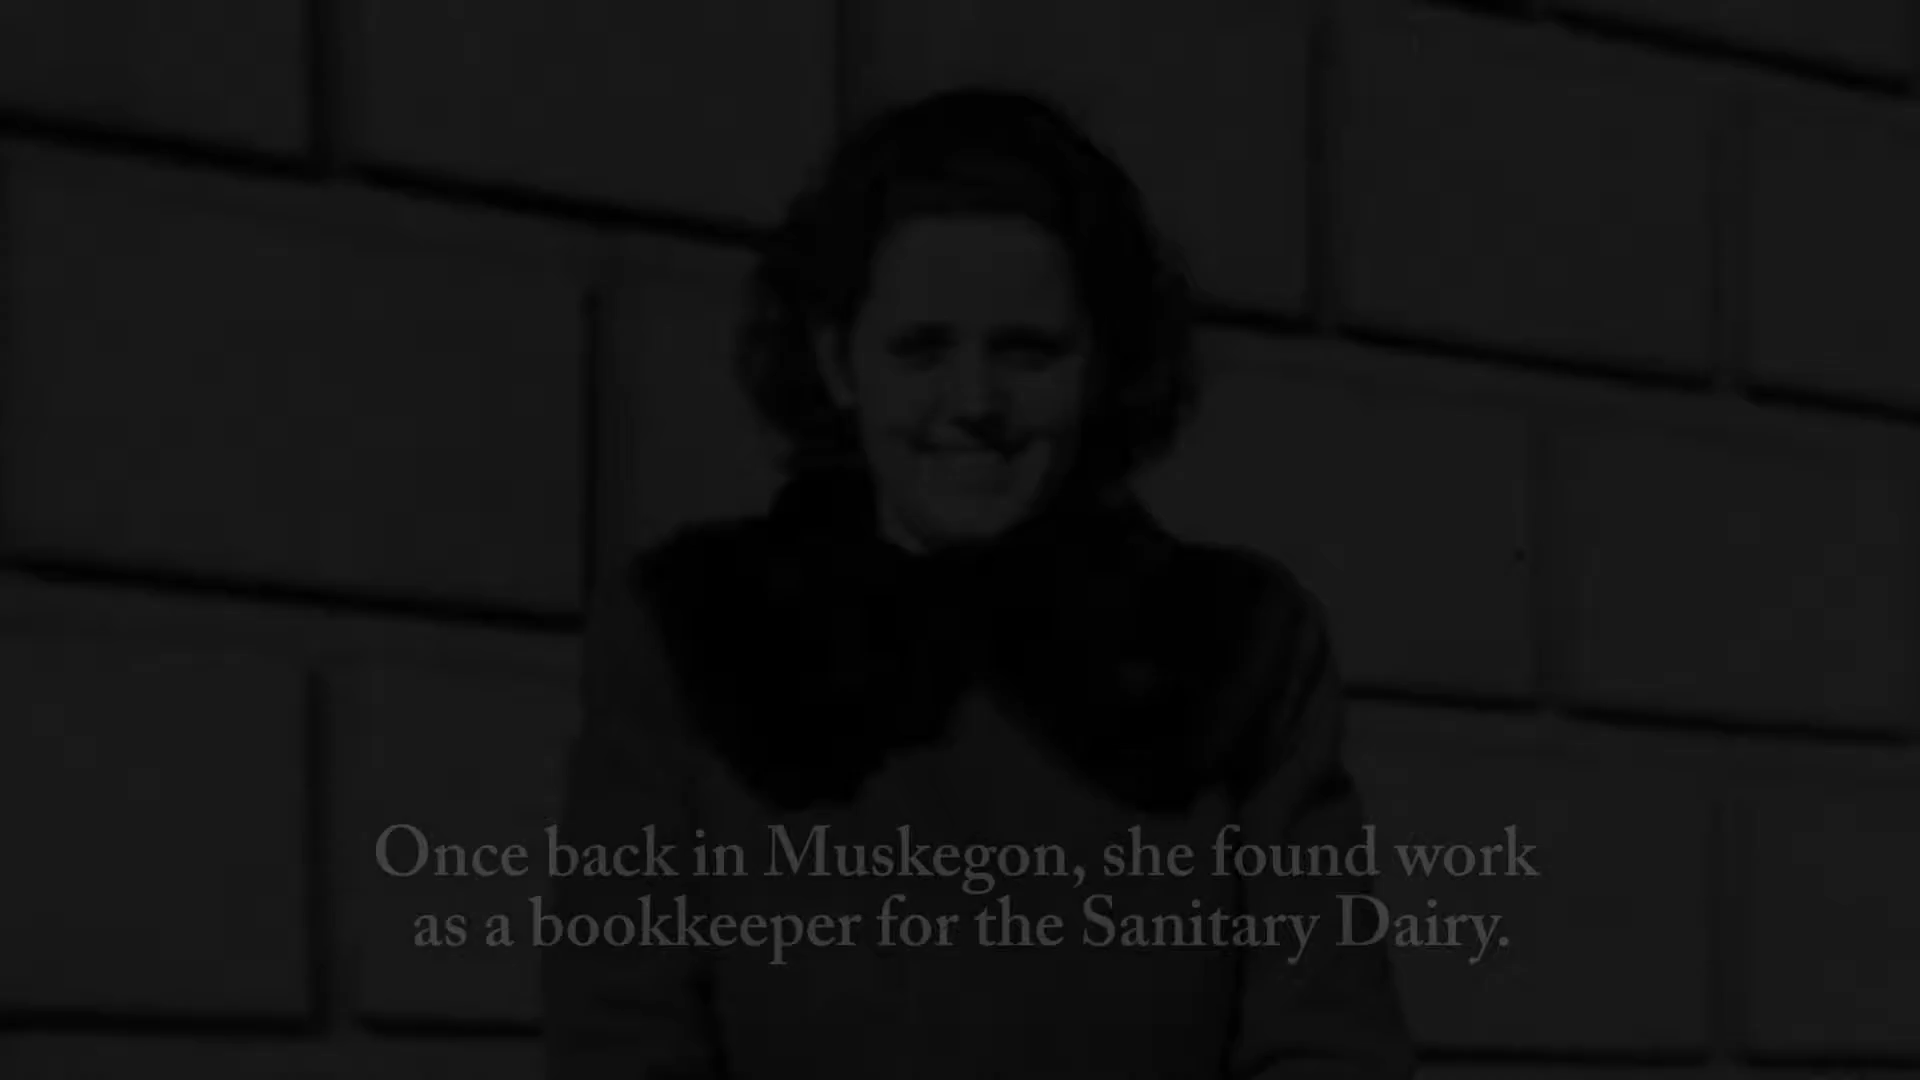 Once back in Muskegon, she found work
as a bookkeeper for the Sanitary Dairy.